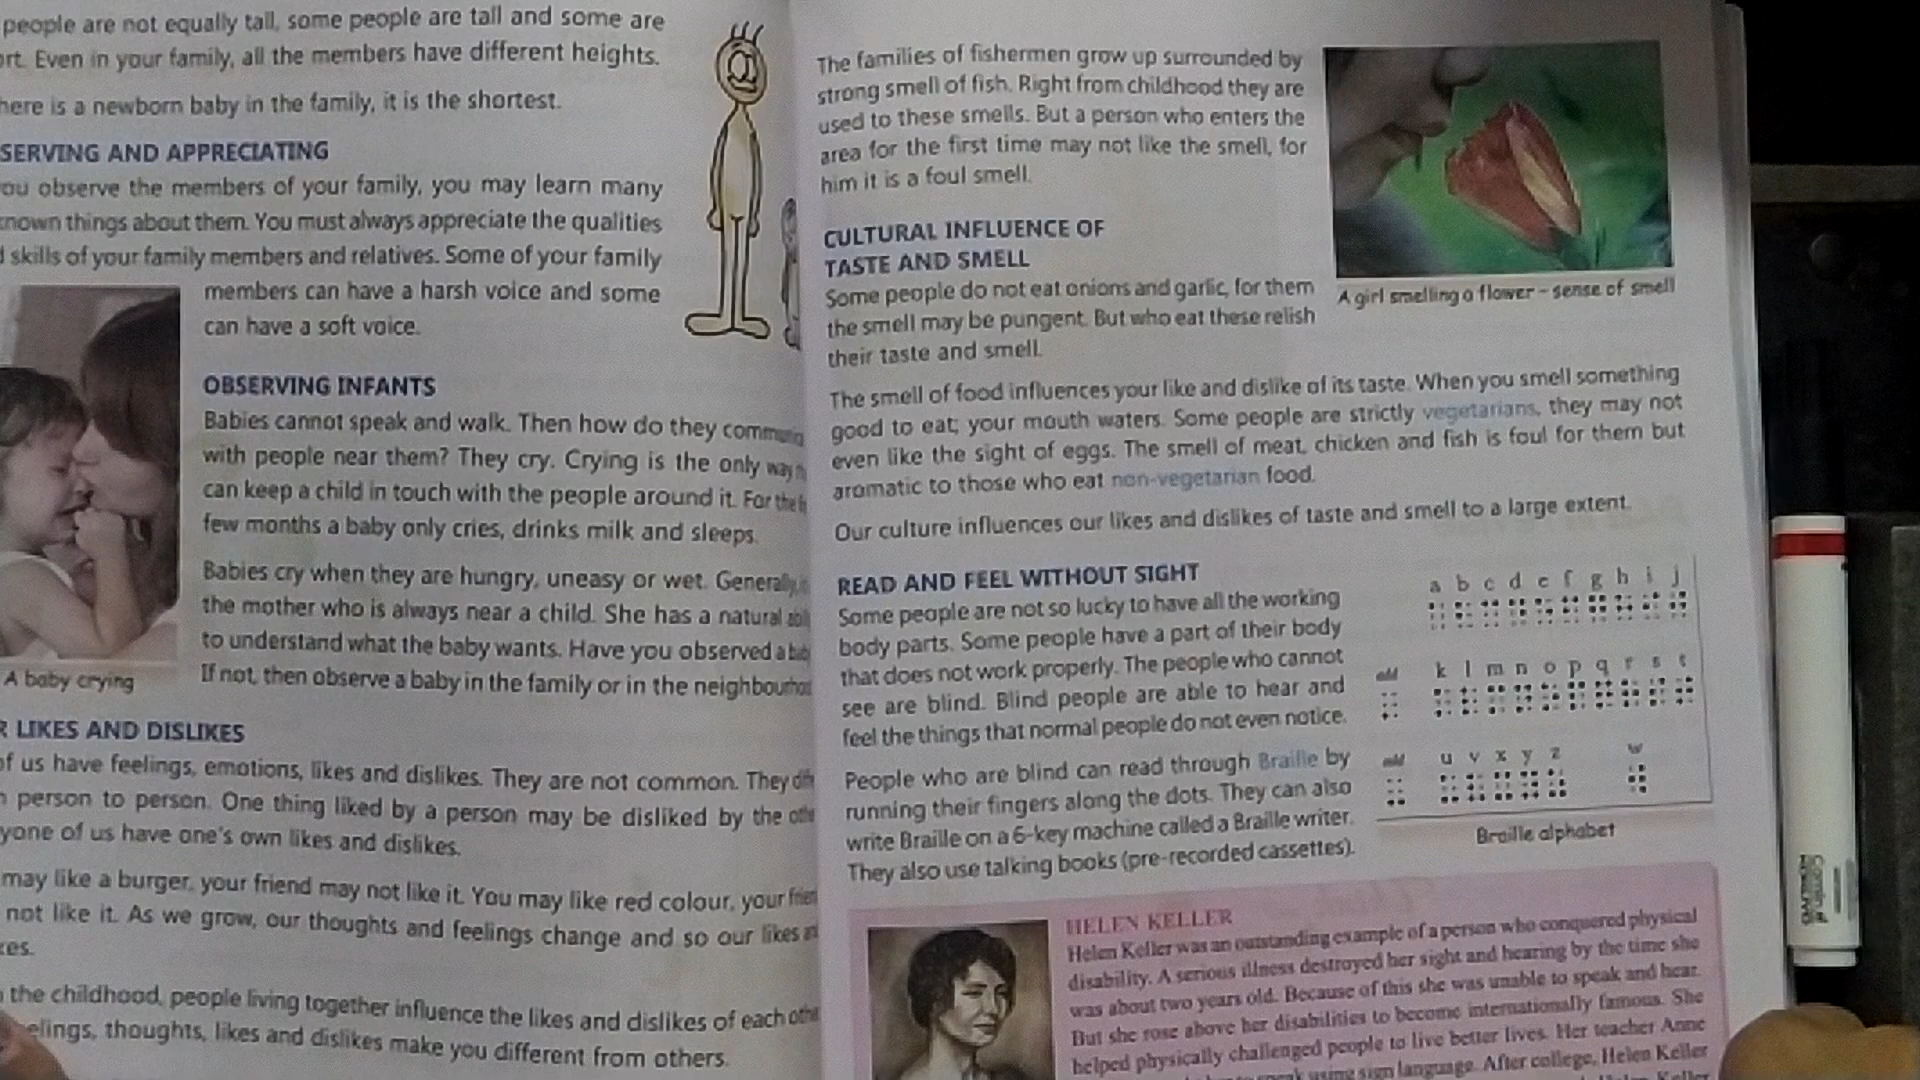 people are not equally tall, some people are tall and some are
Even in your family, all the members have different heights.
here is a newborn baby in the family, it is the shortest.
SERVING AND APPRECIATING
ou observe the members of your family, you may learn many
known things about them. You must always appreciate the qualities
skills of your family members and relatives. Some of your family
members can have a harsh voice and some
can have a soft voice.
OBSERVING INFANTS
Babies cannot speak and walk. Then how do they
with people near them? They cry. Crying is the only way
can keep a child in touch with the people around it. For the
few months a baby only cries, drinks milk and sleeps.
Babies cry when they are hungry, uneasy or wet.
the mother who is always near a child. She has a natural
to understand what the baby wants. Have you observed a
If not, then observe a baby in the family or in the
A baby crying
R LIKES AND DISLIKES
of us have feelings, emotions, likes and dislikes. They are not common. They
person to person. One thing liked by a person may be disliked by the
yone of us have one's own likes and dislikes.
may like a burger, your friend may not like it. You may like red colour, your
not like it. As we grow, our thoughts and feelings change and so our likes
kes.
the childhood, people living together influence the likes and dislikes of each
elings, thoughts, likes and dislikes make you different from others.
The families of fishermen grow up surrounded by
strong smell of fish. Right from childhood they are
used to these smells. But a person who enters the
area for the first time may not like the smell, for
him it is a foul smell.
A girl smelling a flower – sense of smell
CULTURAL INFLUENCE OF
TASTE AND SMELL
Some people do not eat onions and garlic, for them
the smell may be pungent. But who eat these relish
their taste and smell.
The smell of food influences your like and dislike of its taste. When you smell something
good to eat; your mouth waters. Some people are strictly vegetarians, they may not
even like the sight of eggs. The smell of meat, chicken and fish is foul for them but
aromatic to those who eat non-vegetarian food.
Our culture influences our likes and dislikes of taste and smell to a large extent.
READ AND FEEL WITHOUT SIGHT
Some people are not so lucky to have all the working
body parts. Some people have a part of their body
that does not work properly. The people who cannot
see are blind. Blind people are able to hear and
feel the things that normal people do not even notice.
People who are blind can read through Braille by
running their fingers along the dots. They can also
write Braille on a 6-key machine called a Braille writer.
They also use talking books (pre-recorded cassettes).
a b c d e f g h i j
add k l m n o p q r s t
add u v x y z w
Braille alphabet
HELEN KELLER
Helen Keller was an outstanding example of a person who conquered physical
disability. A serious illness destroyed her sight and hearing by the time she
was about two years old. Because of this she was unable to speak and hear.
But she rose above her disabilities to become internationally famous. She
helped physically challenged people to live better lives. Her teacher Anne
using sign language. After college, Helen Keller
Keller